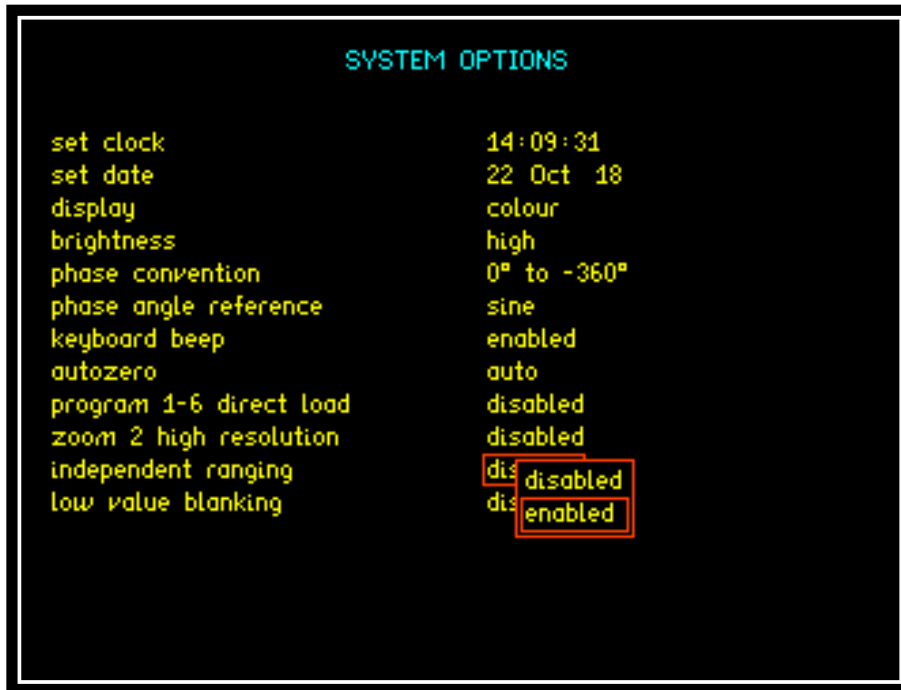 SYSTEM OPTIONS
set clock 14:09:31
set date 22 Oct 18
display colour
brightness high
phase convention 0° to -360°
phase angle reference sine
keyboard beep enabled
autozero auto
program 1-6 direct load disabled
zoom 2 high resolution disabled
independent ranging dis
disabled
low value blanking dis
enabled